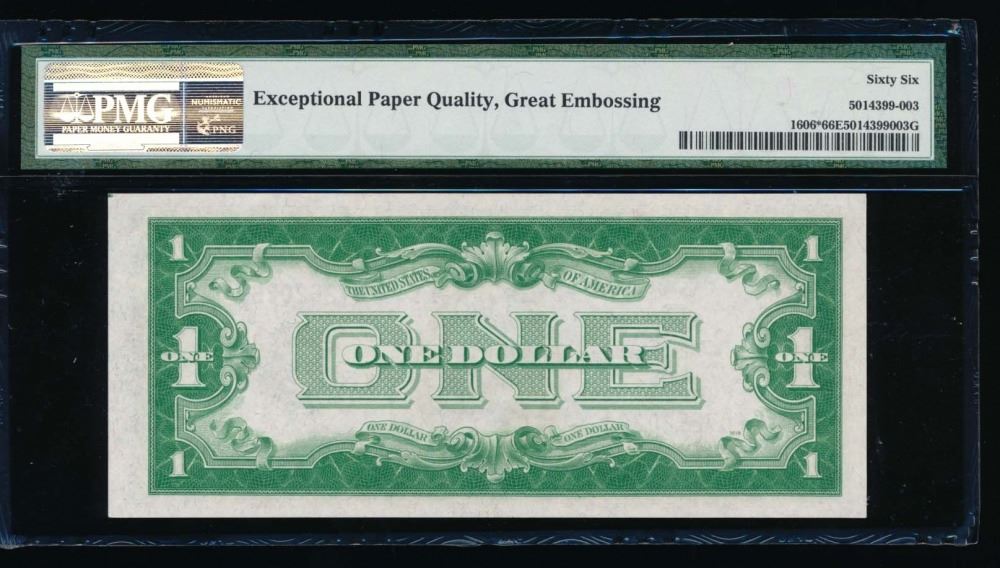 PMG
PAPER MONEY GUARANTY
NUMISMATIC
PNG
Exceptional Paper Quality, Great Embossing
Sixty Six
5014399-003
1606*66E5014399003G
1
1
THE UNITED STATES
OF AMERICA
ONE
ONE DOLLAR
1
ONE
1
ONE
ONE DOLLAR
ONE DOLLAR
1
1